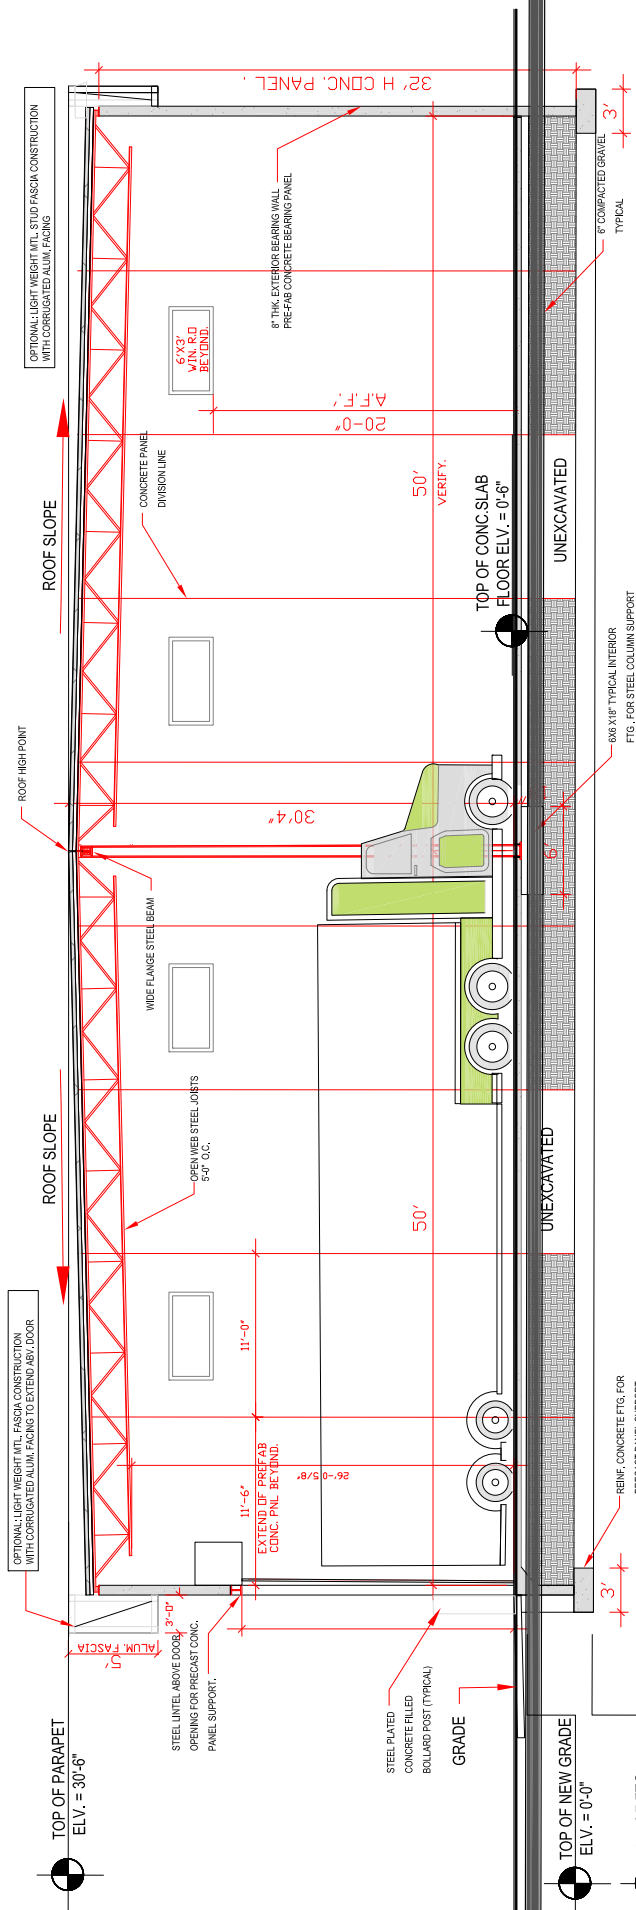 OPTIONAL: LIGHT WEIGHT MTL. FASCIA CONSTRUCTION
WITH CORRUGATED ALUM. FACING TO EXTEND ABV. DOOR
ROOF SLOPE
ROOF HIGH POINT
ROOF SLOPE
OPTIONAL: LIGHT WEIGHT MTL. STUD FASCIA CONSTRUCTION
WITH CORRUGATED ALUM. FACING
TOP OF PARAPET
ELV. = 30'-6"
5'
ALUM. FASCIA
3'-0"
STEEL LINTEL ABOVE DOOR
OPENING FOR PRECAST CONC.
PANEL SUPPORT.
11'-6"
EXTEND OF PREFAB
CONC. PNL BEYOND.
11'-0"
26'-0 5/8"
OPEN WEB STEEL JOISTS
5'-0" O.C.
WIDE FLANGE STEEL BEAM
30'4"
CONCRETE PANEL
DIVISION LINE
6'X3'
WIN. R.O
BEYOND.
20-0"
A.F.F.'
8" THK. EXTERIOR BEARING WALL
PRE-FAB CONCRETE BEARING PANEL
32' H CONC. PANEL .
50'
50'
VERIFY.
STEEL PLATED
CONCRETE FILLED
BOLLARD POST (TYPICAL)
GRADE
TOP OF CONC.SLAB
FLOOR ELV. = 0'-6"
UNEXCAVATED
UNEXCAVATED
6'
6X6 X18" TYPICAL INTERIOR
FTG , FOR STEEL COLUMN SUPPORT
6" COMPACTED GRAVEL
TYPICAL
3'
3'
REINF. CONCRETE FTG. FOR
TOP OF NEW GRADE
ELV. = 0'-0"